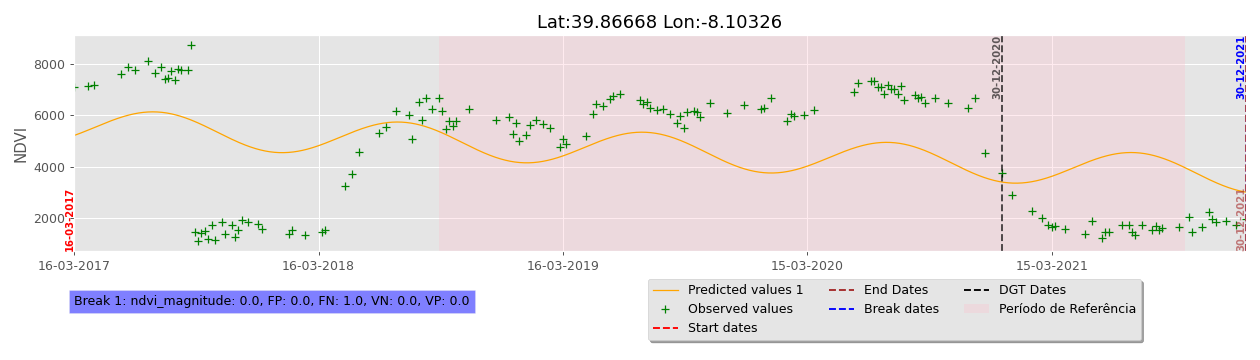 Lat:39.86668 Lon:-8.10326
NDVI
8000
6000
4000
2000
16-03-2017
30-12-2020
30-12-2021
30-12-2021
16-03-2017
16-03-2018
16-03-2019
15-03-2020
15-03-2021
Break 1: ndvi_magnitude: 0.0, FP: 0.0, FN: 1.0, VN: 0.0, VP: 0.0
Predicted values 1
Observed values
Start dates
End Dates
Break dates
DGT Dates
Período de Referência